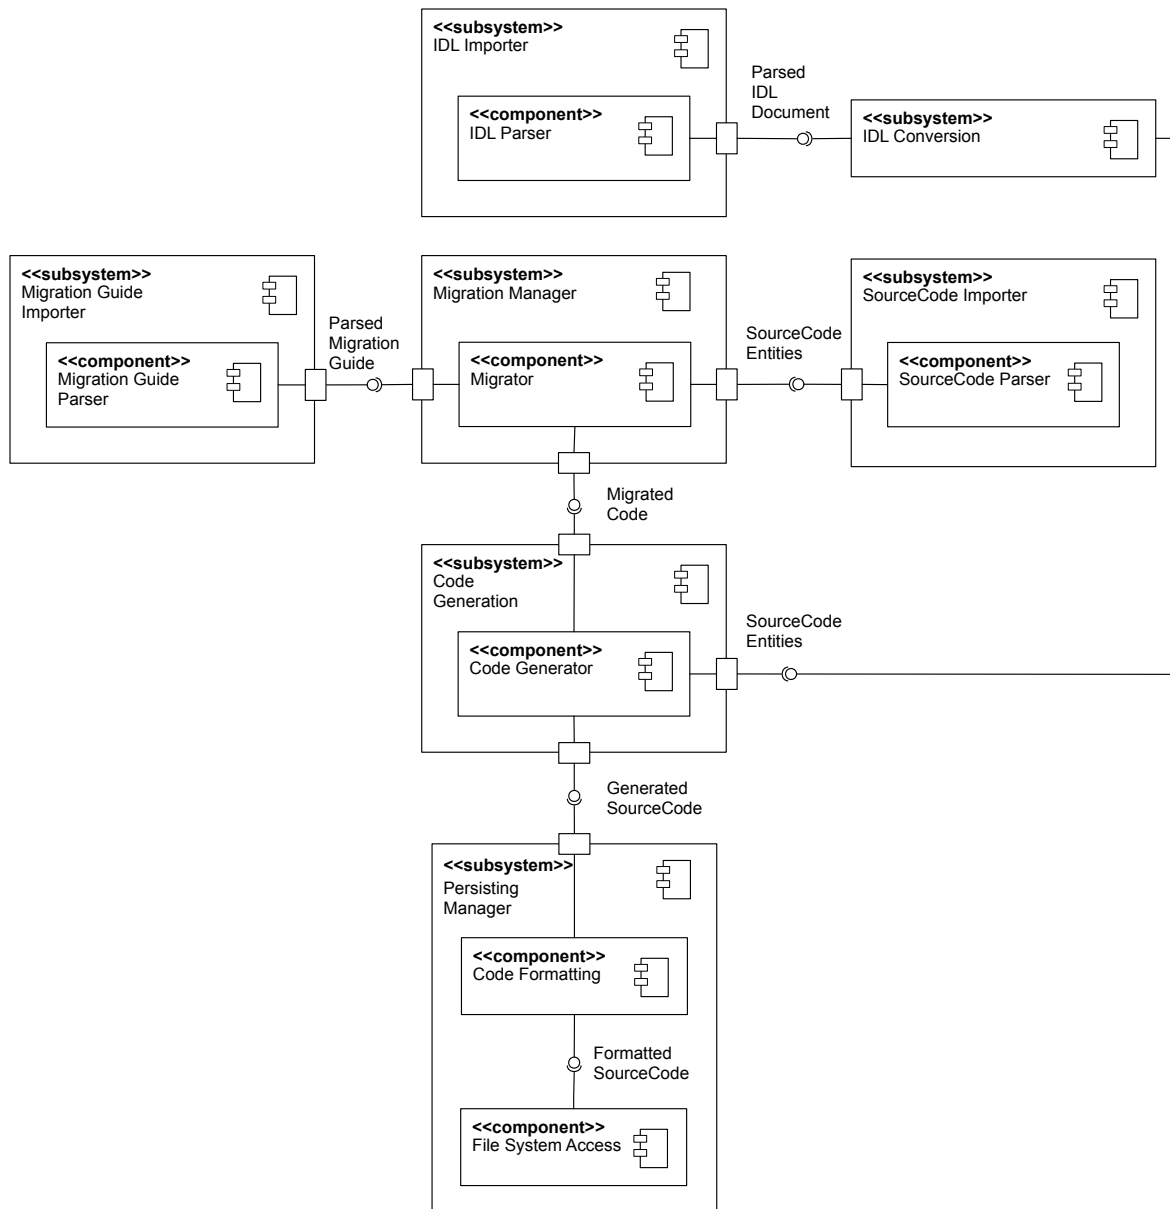 <<subsystem>>
IDL Importer
<<component>>
IDL Parser
Parsed
IDL
Document
<<subsystem>>
IDL Conversion
<<subsystem>>
Migration Guide
Importer
<<component>>
Migration Guide
Parser
Parsed
Migration
Guide
<<subsystem>>
Migration Manager
<<component>>
Migrator
SourceCode
Entities
<<subsystem>>
SourceCode Importer
<<component>>
SourceCode Parser
Migrated
Code
<<subsystem>>
Code
Generation
<<component>>
Code Generator
SourceCode
Entities
Generated
SourceCode
<<subsystem>>
Persisting
Manager
<<component>>
Code Formatting
Formatted
SourceCode
<<component>>
File System Access